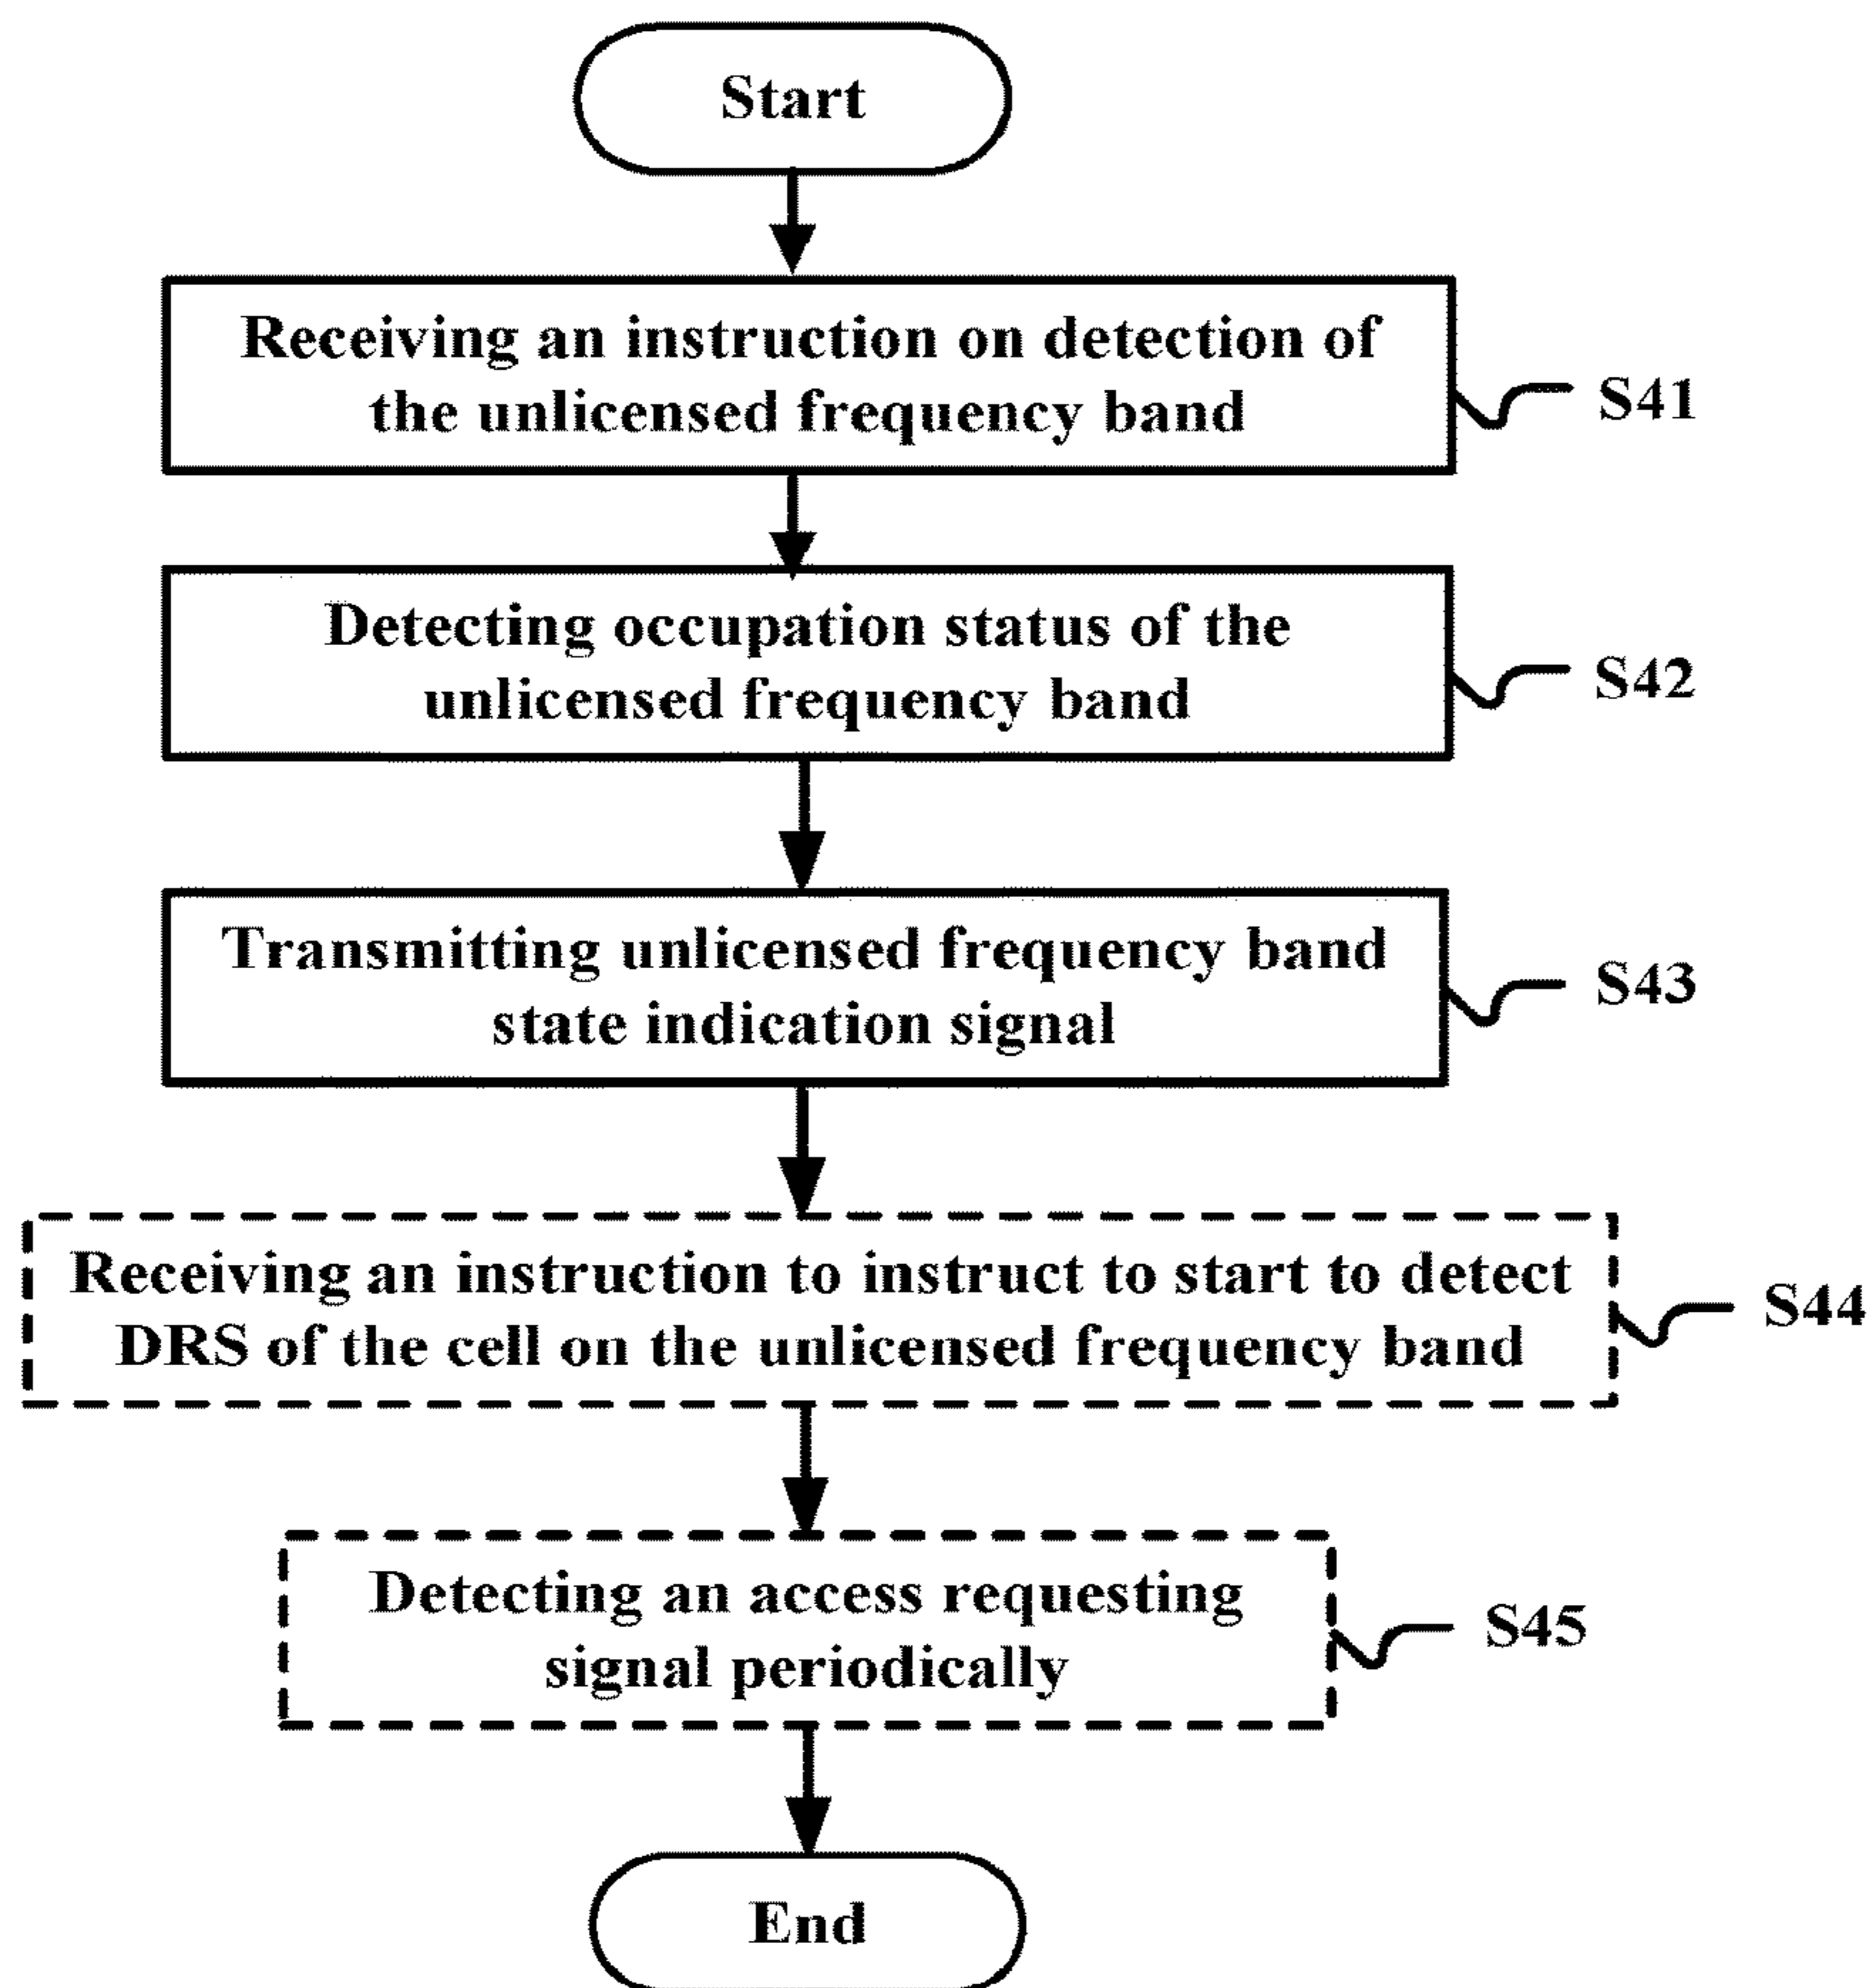 Start
Receiving an instruction on detection of
the unlicensed frequency band
S41
Detecting occupation status of the
unlicensed frequency band
S42
Transmitting unlicensed frequency band
state indication signal
S43
Receiving an instruction to instruct to start to detect
DRS of the cell on the unlicensed frequency band
S44
Detecting an access requesting
signal periodically
S45
End